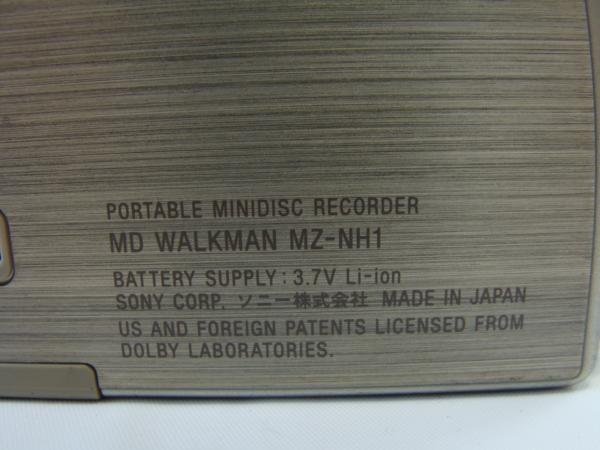 PORTABLE MINIDISC RECORDER
MD WALKMAN MZ-NH1
BATTERY SUPPLY : 3.7V Li-ion
SONY CORP. ソニー株式会社 MADE IN JAPAN
US AND FOREIGN PATENTS LICENSED FROM
DOLBY LABORATORIES.